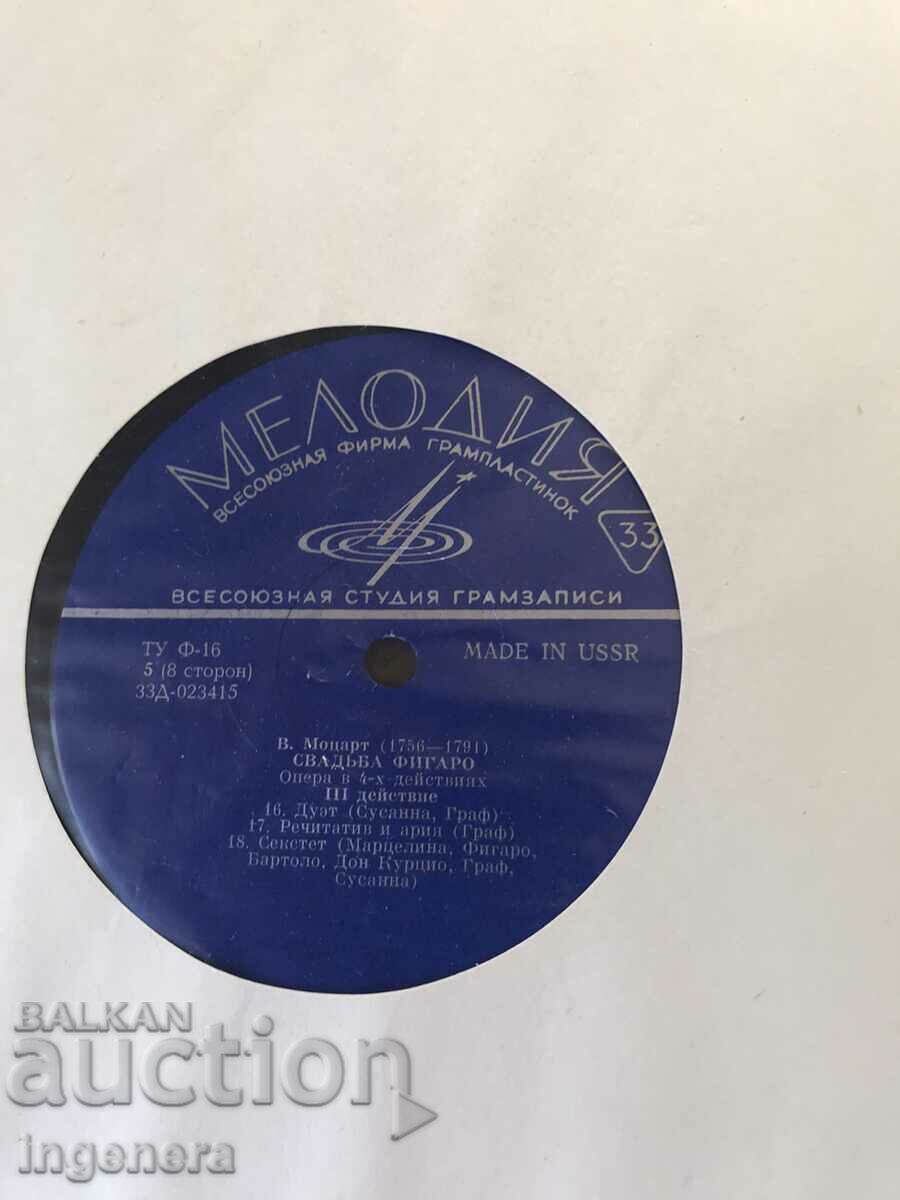 МЕЛОДИЯ
ВСЕСОЮЗНАЯ ФИРМА ГРАМПЛАСТИНОК
33
ВСЕСОЮЗНАЯ СТУДИЯ ГРАМЗАПИСИ
ТУ Ф-16
5 (8 сторон)
33Д-023415
MADE IN USSR
В. Моцарт (1756—1791)
СВАДЬБА ФИГАРО
Опера в 4-х действиях
III действие
16. Дуэт (Сусанна, Граф)
17. Речитатив и ария (Граф)
18. Секстет (Марцелина, Фигаро,
Бартоло, Дон Курцио, Граф,
Сусанна)
BALKAN
auction
ingenera